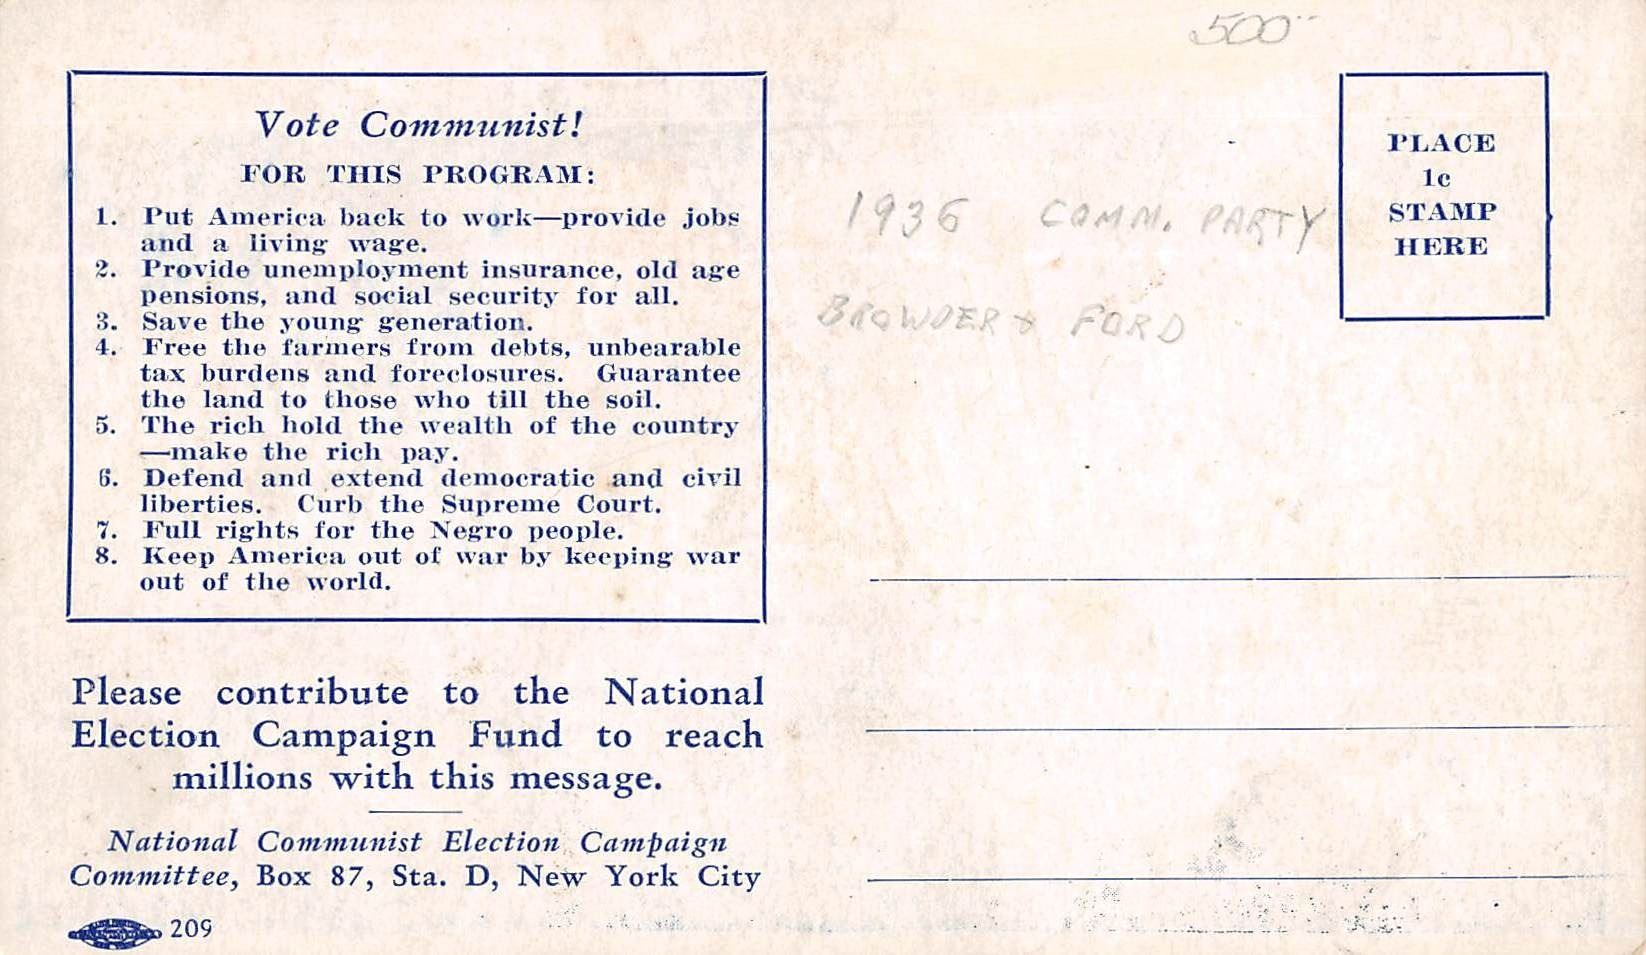 500
Vote Communist!
FOR THIS PROGRAM:
1. Put America back to work—provide jobs
and a living wage.
2. Provide unemployment insurance, old age
pensions, and social security for all.
3. Save the young generation.
4. Free the farmers from debts, unbearable
tax burdens and foreclosures. Guarantee
the land to those who till the soil.
5. The rich hold the wealth of the country
—make the rich pay.
6. Defend and extend democratic and civil
liberties. Curb the Supreme Court.
7. Full rights for the Negro people.
8. Keep America out of war by keeping war
out of the world.
Please contribute to the National
Election Campaign Fund to reach
millions with this message.
National Communist Election Campaign
Committee, Box 87, Sta. D, New York City
209
1936 COMM. PARTY
BROWDER & FORD
PLACE
1c
STAMP
HERE